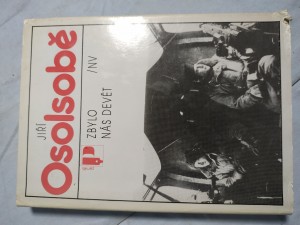 JIŘÍ
Osolsobě
ZBYLO
NÁS DEVĚT
/NV